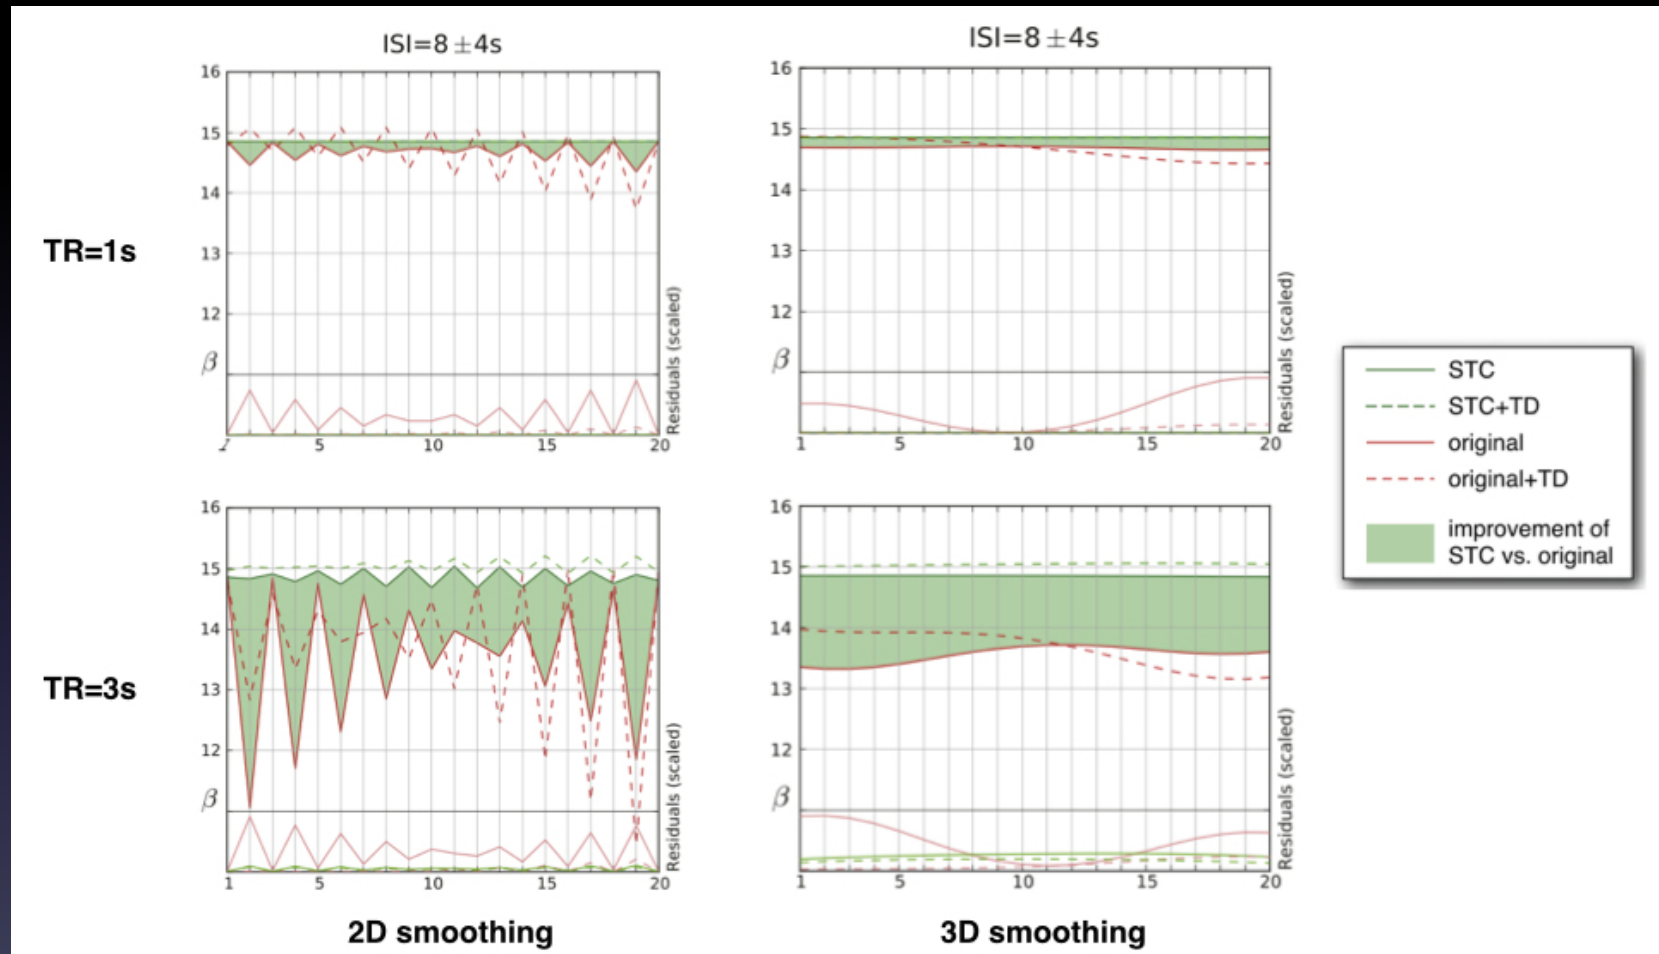 ISI=8 ±4s
16
15
14
13
12
β
Residuals (scaled)
1
5
10
15
20
ISI=8 ±4s
16
15
14
13
12
β
Residuals (scaled)
1
5
10
15
20
TR=1s
STC
STC+TD
original
original+TD
improvement of
STC vs. original
16
15
14
13
12
β
Residuals (scaled)
1
5
10
15
20
16
15
14
13
12
β
Residuals (scaled)
1
5
10
15
20
TR=3s
2D smoothing
3D smoothing